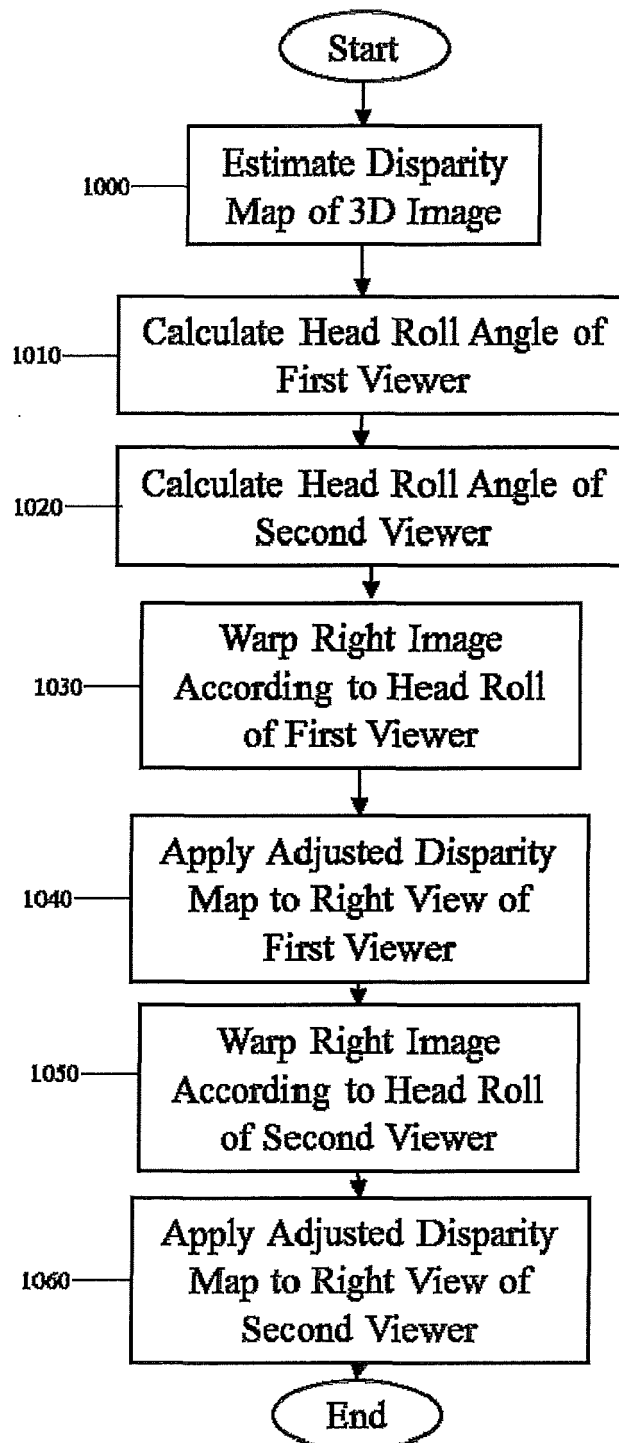 Start
1000
Estimate Disparity
Map of 3D Image
1010
Calculate Head Roll Angle of
First Viewer
1020
Calculate Head Roll Angle of
Second Viewer
1030
Warp Right Image
According to Head Roll
of First Viewer
1040
Apply Adjusted Disparity
Map to Right View of
First Viewer
1050
Warp Right Image
According to Head Roll
of Second Viewer
1060
Apply Adjusted Disparity
Map to Right View of
Second Viewer
End